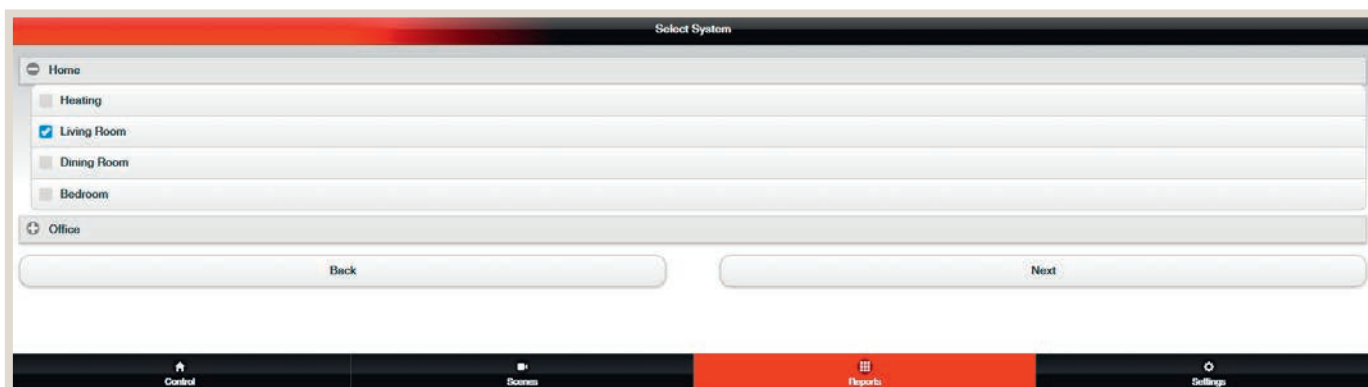 Select System
Home
Heating
Living Room
Dining Room
Bedroom
Office
Back Next
Control Scenes Reports Settings